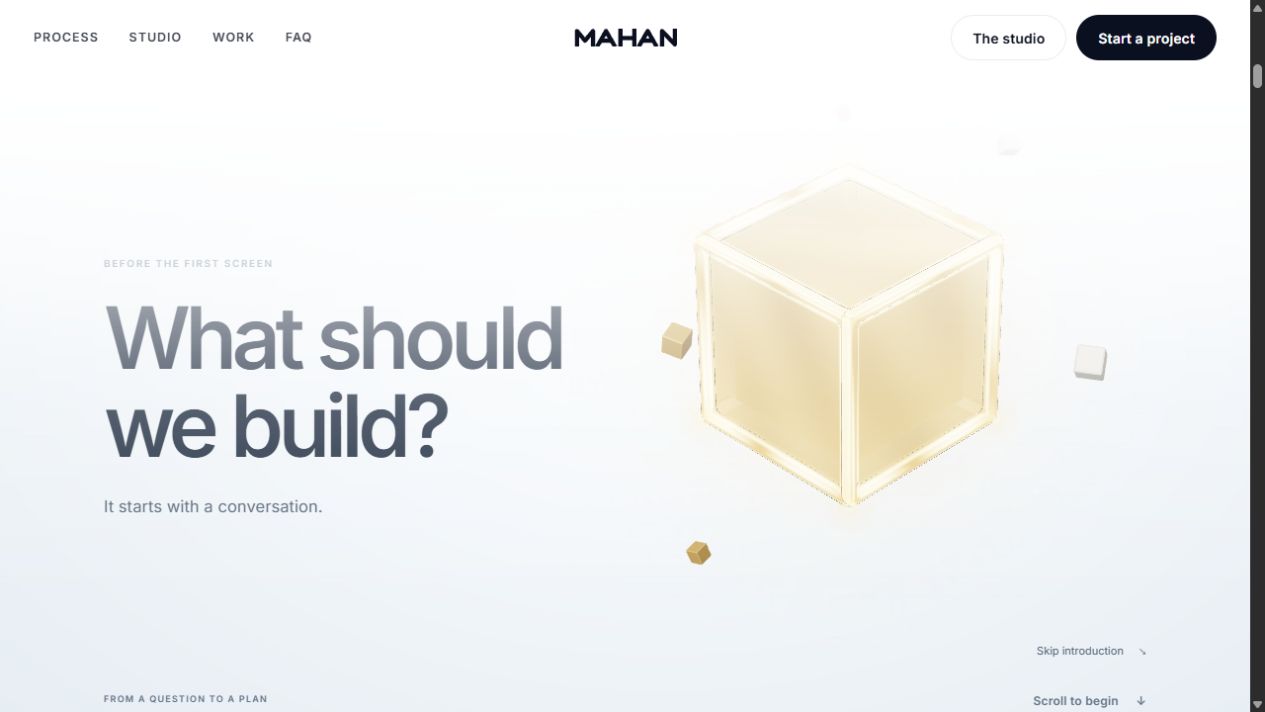 PROCESS
STUDIO
WORK
FAQ
MAHAN
The studio
Start a project
BEFORE THE FIRST SCREEN
What should
we build?
It starts with a conversation.
Skip introduction ↘
FROM A QUESTION TO A PLAN
Scroll to begin ↓